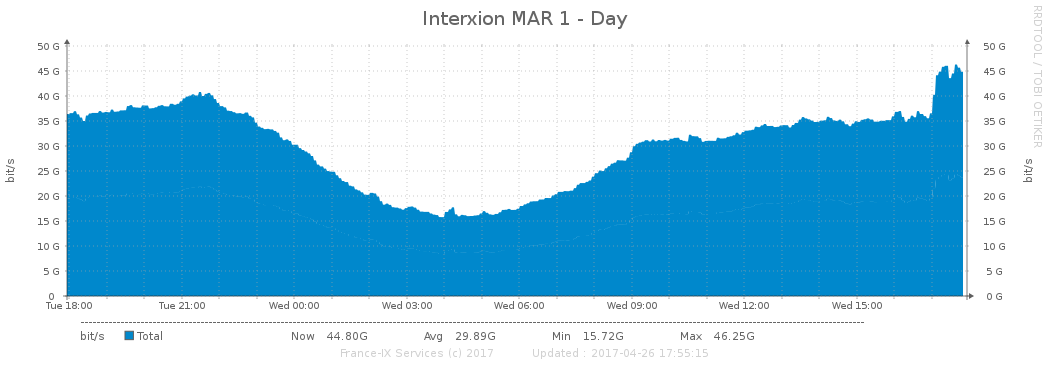 Interxion MAR 1 - Day
RRDTOOL / TOBI OETIKER
bit/s
50 G 50 G
45 G 45 G
40 G 40 G
35 G 35 G
30 G 30 G
25 G 25 G
20 G 20 G
15 G 15 G
10 G 10 G
5 G 5 G
0 0 G
bit/s
Tue 18:00 Tue 21:00 Wed 00:00 Wed 03:00 Wed 06:00 Wed 09:00 Wed 12:00 Wed 15:00
bit/s Total Now 44.80G Avg 29.89G Min 15.72G Max 46.25G
France-IX Services (c) 2017 Updated : 2017-04-26 17:55:15